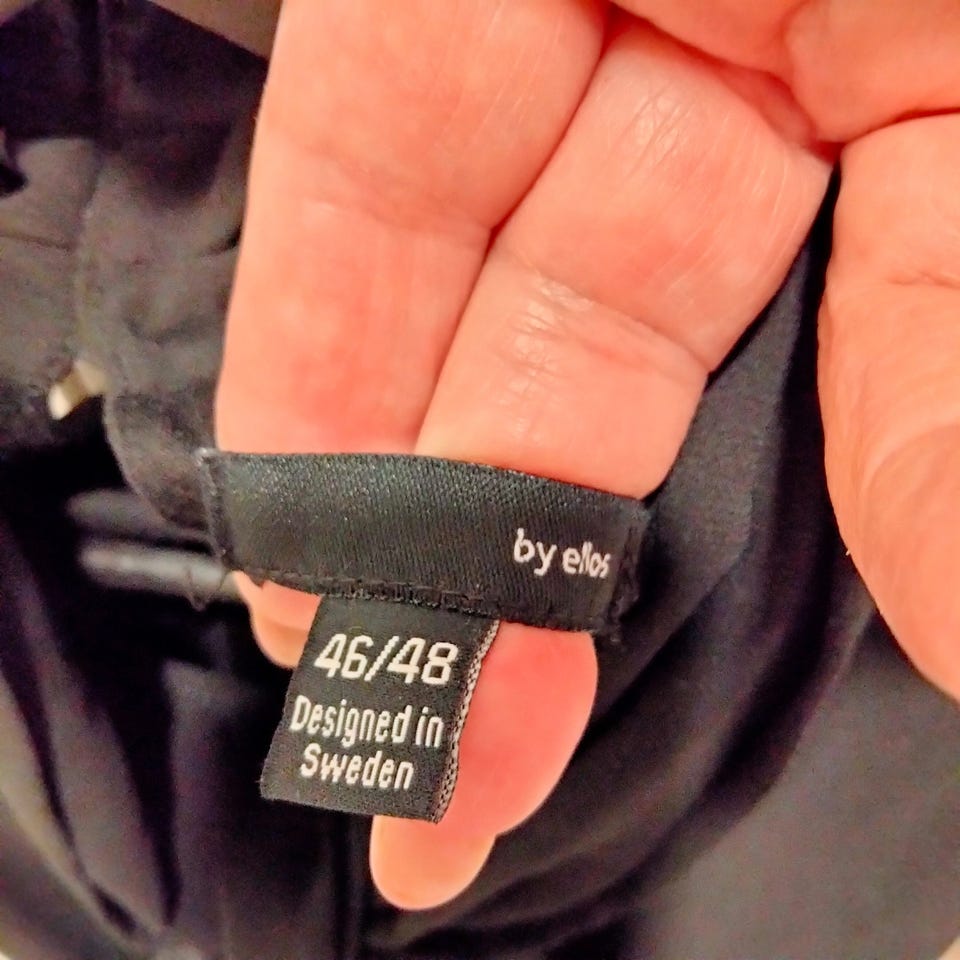 by ellos
46/48
Designed in
Sweden